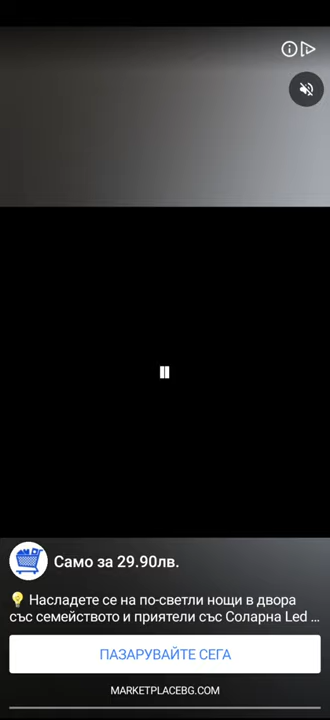 Само за 29.90лв.
💡 Насладете се на по-светли нощи в двора
със семейството и приятели със Соларна Led ...
ПАЗАРУВАЙТЕ СЕГА
MARKETPLACEBG.COM